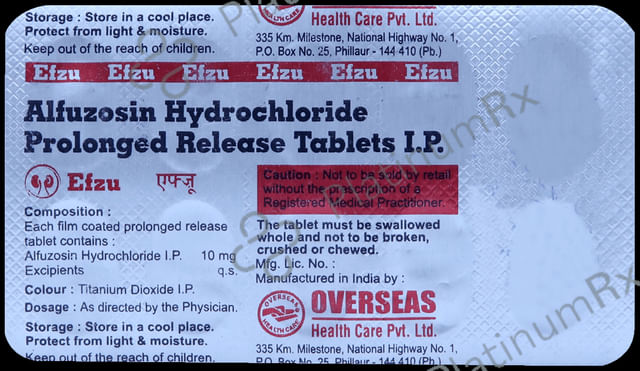 Storage : Store in a cool place.
Protect from light & moisture.
Keep out of the reach of children.
HEALTH CARE
Health Care Pvt. Ltd.
335 Km. Milestone, National Highway No. 1,
P.O. Box No. 25, Phillaur - 144 410 (Pb.)
Efzu Efzu Efzu Efzu Efzu Efzu
Alfuzosin Hydrochloride
Prolonged Release Tablets I.P.
Efzu एफ्जू
Composition :
Each film coated prolonged release
tablet contains :
Alfuzosin Hydrochloride I.P. 10 mg
Excipients q.s.
Colour : Titanium Dioxide I.P.
Dosage : As directed by the Physician.
Storage : Store in a cool place.
Protect from light & moisture.
Keep out of the reach of children.
Caution : Not to be sold by retail
without the prescription of a
Registered Medical Practitioner.
The tablet must be swallowed
whole and not to be broken,
crushed or chewed.
Mfg. Lic. No. :
Manufactured in India by :
OVERSEAS
HEALTH CARE
OVERSEAS
Health Care Pvt. Ltd.
335 Km. Milestone, National Highway No. 1,
P.O. Box No. 25, Phillaur - 144 410 (Pb.)
PlatinumRx
PlatinumRx
PlatinumRx